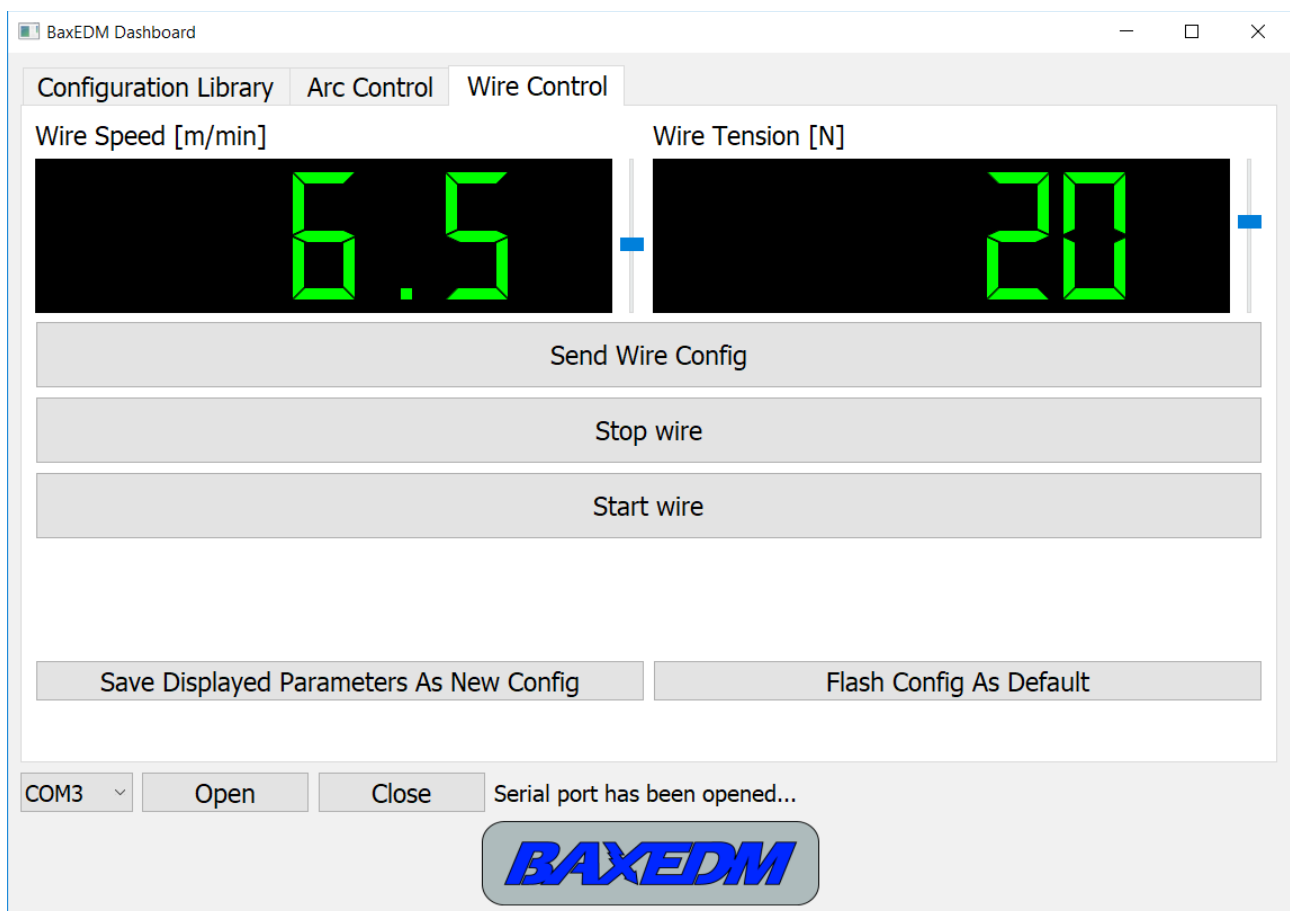 BaxEDM Dashboard
Configuration Library Arc Control Wire Control
Wire Speed [m/min] Wire Tension [N]
6.5 20
Send Wire Config
Stop wire
Start wire
Save Displayed Parameters As New Config Flash Config As Default
COM3 Open Close Serial port has been opened...
BAXEDM